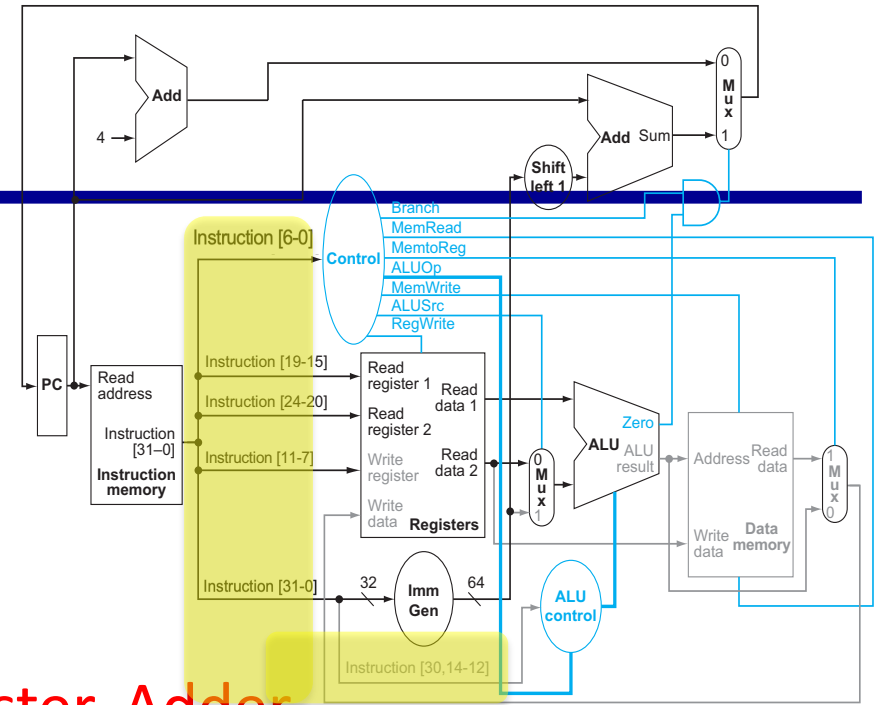 Add
4
Add Sum
0
M
u
x
1
Shift
left 1
Branch
MemRead
MemtoReg
ALUOp
MemWrite
ALUSrc
RegWrite
Control
Instruction [6-0]
Instruction [19-15]
Instruction [24-20]
Instruction [11-7]
Instruction [31-0]
PC
Read
address
Instruction
[31–0]
Instruction
memory
Read
register 1
Read
register 2
Write
register
Write
data
Read
data 1
Read
data 2
Registers
0
M
u
x
1
Zero
ALU
ALU
result
Address
Read
data
Write
data
Data
memory
1
M
u
x
0
32
Imm
Gen
64
ALU
control
Instruction [30,14-12]
Adder